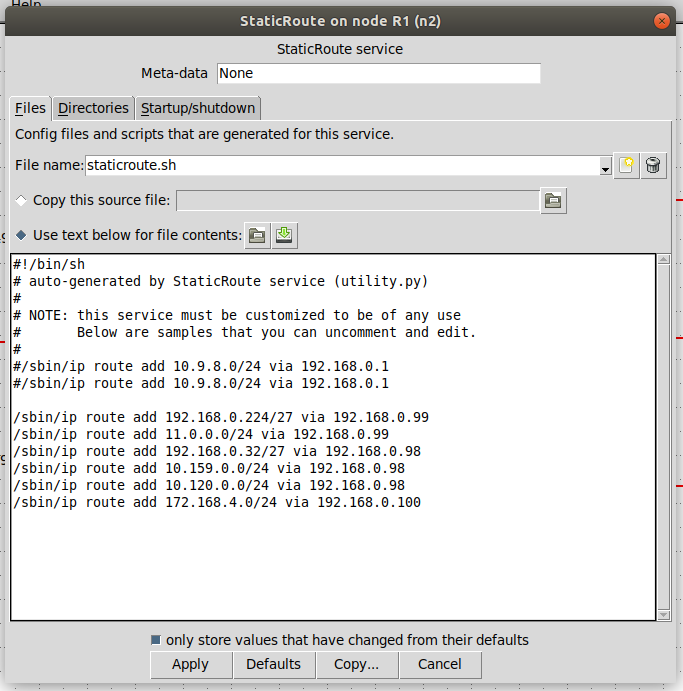 Help
StaticRoute on node R1 (n2)
StaticRoute service
Meta-data None
Files Directories Startup/shutdown
Config files and scripts that are generated for this service.
File name: staticroute.sh
Copy this source file:
Use text below for file contents:
#!/bin/sh
# auto-generated by StaticRoute service (utility.py)
#
# NOTE: this service must be customized to be of any use
#       Below are samples that you can uncomment and edit.
#
#/sbin/ip route add 10.9.8.0/24 via 192.168.0.1
#/sbin/ip route add 10.9.8.0/24 via 192.168.0.1
/sbin/ip route add 192.168.0.224/27 via 192.168.0.99
/sbin/ip route add 11.0.0.0/24 via 192.168.0.99
/sbin/ip route add 192.168.0.32/27 via 192.168.0.98
/sbin/ip route add 10.159.0.0/24 via 192.168.0.98
/sbin/ip route add 10.120.0.0/24 via 192.168.0.98
/sbin/ip route add 172.168.4.0/24 via 192.168.0.100
only store values that have changed from their defaults
Apply Defaults Copy... Cancel